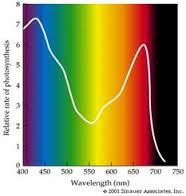 Relative rate of photosynthesis
8
7
6
5
4
3
2
1
0
400 450 500 550 600 650 700 750
Wavelength (nm)
© 2001 Sinauer Associates, Inc.